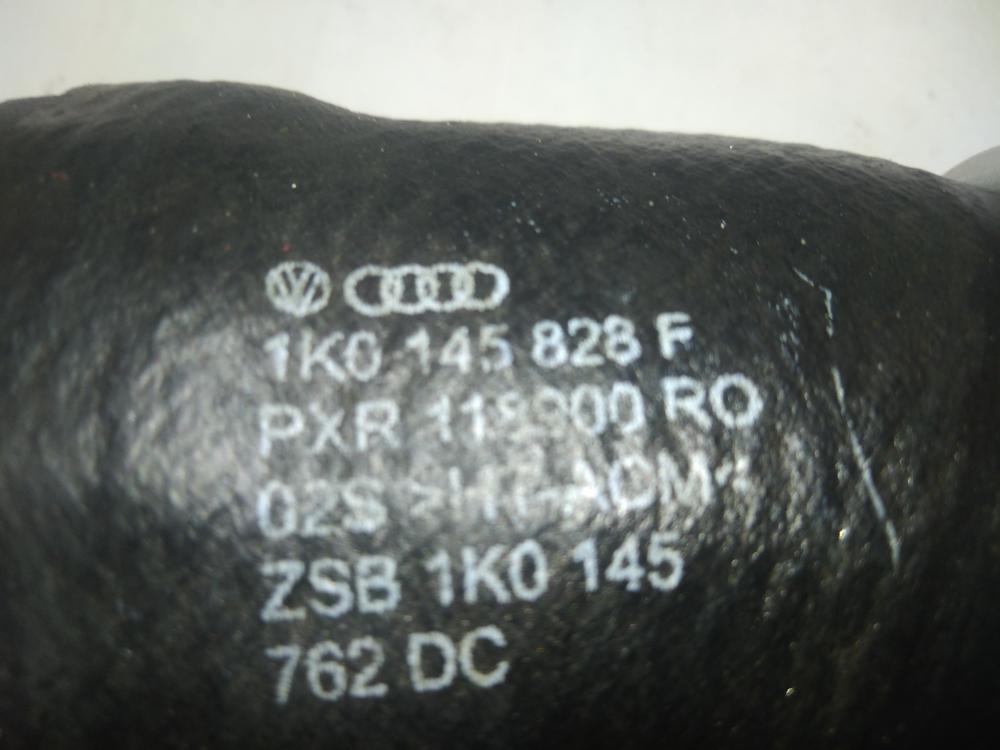 1K0 145 828 F
PXR RO
02S
ZSB 1K0 145
762 DC